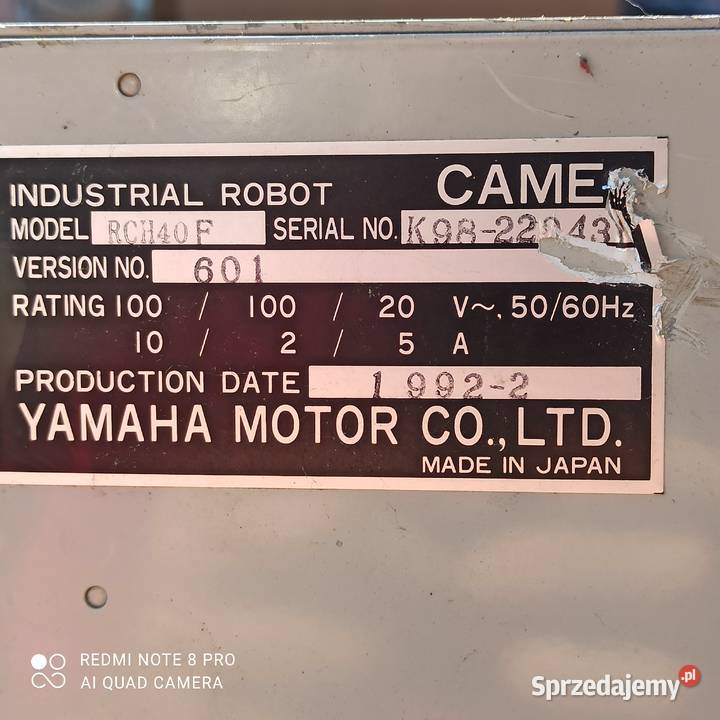 INDUSTRIAL ROBOT CAME
MODEL RCH40F SERIAL NO.
VERSION NO. 601
RATING 100 / 100 / 20 V~, 50/60Hz
10 / 2 / 5 A
PRODUCTION DATE 1992-2
YAMAHA MOTOR CO., LTD.
MADE IN JAPAN
REDMI NOTE 8 PRO
AI QUAD CAMERA
Sprzedajemy.pl